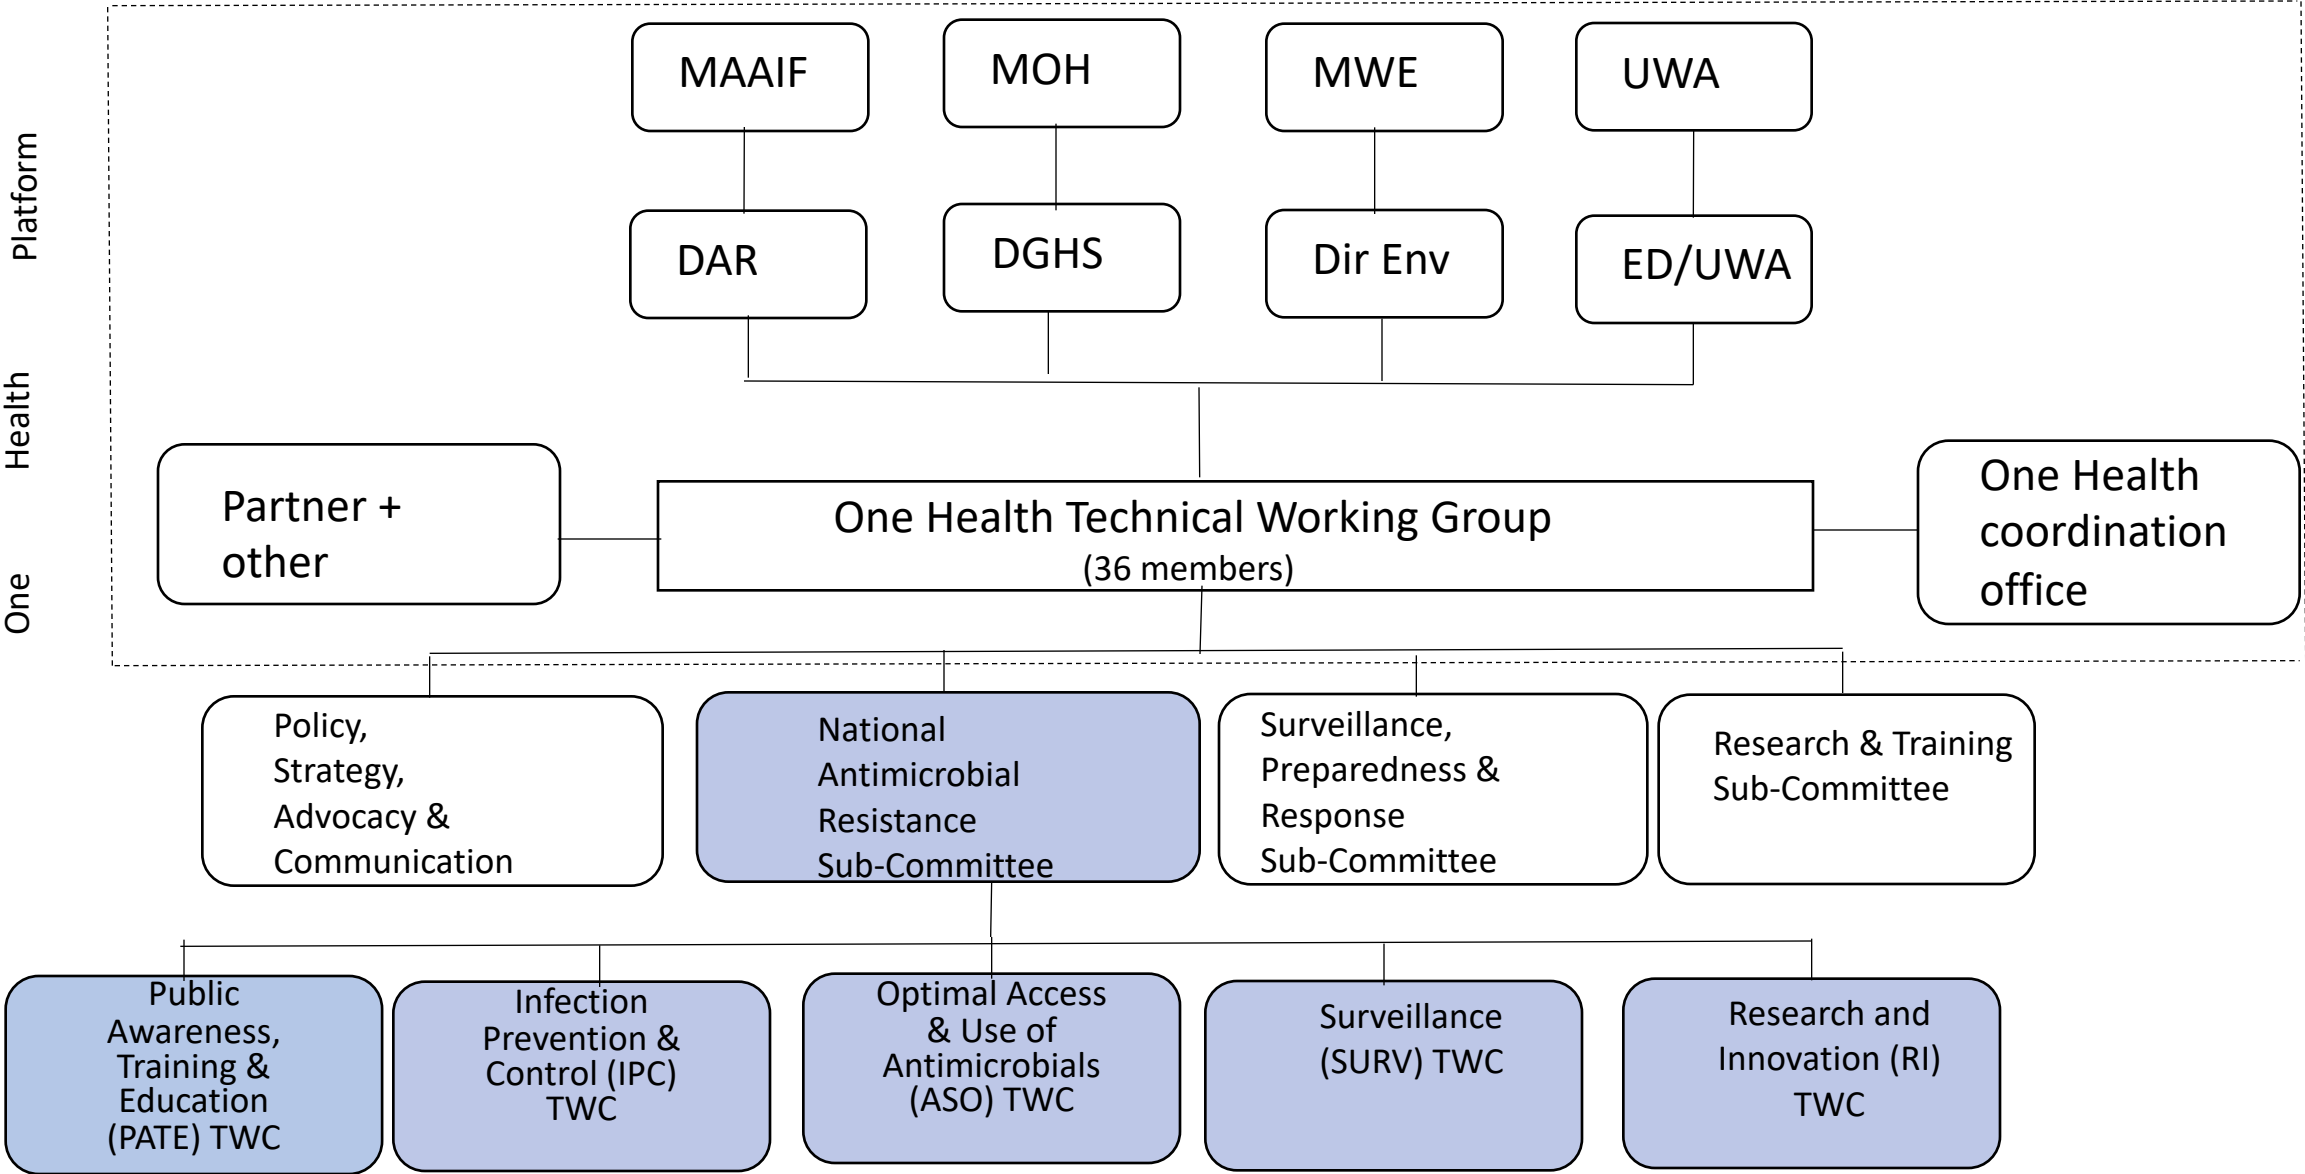 MAAIF
MOH
MWE
UWA
DAR
DGHS
Dir Env
ED/UWA
One Health Platform
Partner +
other
One Health Technical Working Group
(36 members)
One Health
coordination
office
Policy,
Strategy,
Advocacy &
Communication
National
Antimicrobial
Resistance
Sub-Committee
Surveillance,
Preparedness &
Response
Sub-Committee
Research & Training
Sub-Committee
Public
Awareness,
Training &
Education
(PATE) TWC
Infection
Prevention &
Control (IPC)
TWC
Optimal Access
& Use of
Antimicrobials
(ASO) TWC
Surveillance
(SURV) TWC
Research and
Innovation (RI)
TWC